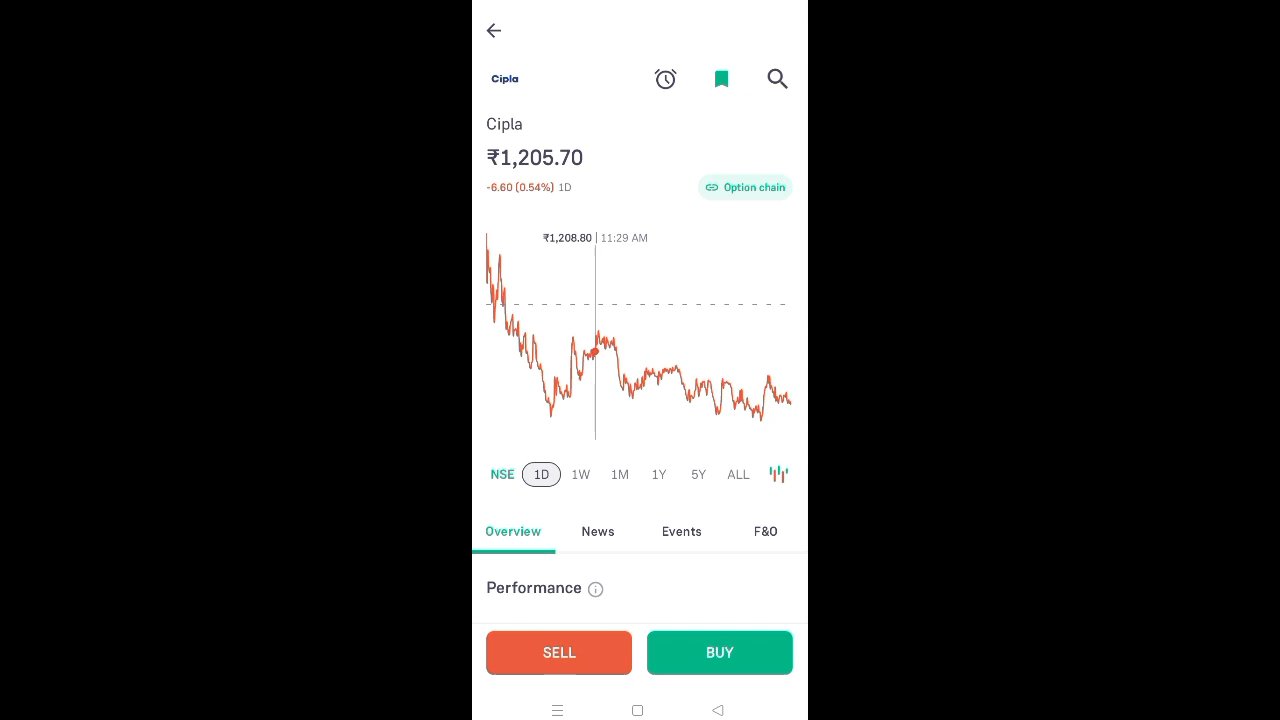 Cipla
Cipla
₹1,205.70
-6.60 (0.54%) 1D
Option chain
₹1,208.80 | 11:29 AM
NSE 1D 1W 1M 1Y 5Y ALL
Overview News Events F&O
Performance
SELL BUY